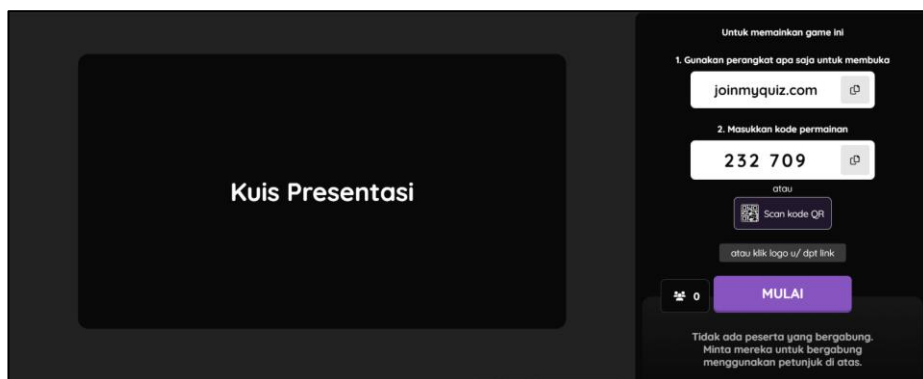 Kuis Presentasi
Untuk memainkan game ini
1. Gunakan perangkat apa saja untuk membuka
joinmyquiz.com
2. Masukkan kode permainan
232 709
atau
Scan kode QR
atau klik logo u/ dpt link
0
MULAI
Tidak ada peserta yang bergabung.
Minta mereka untuk bergabung
menggunakan petunjuk di atas.